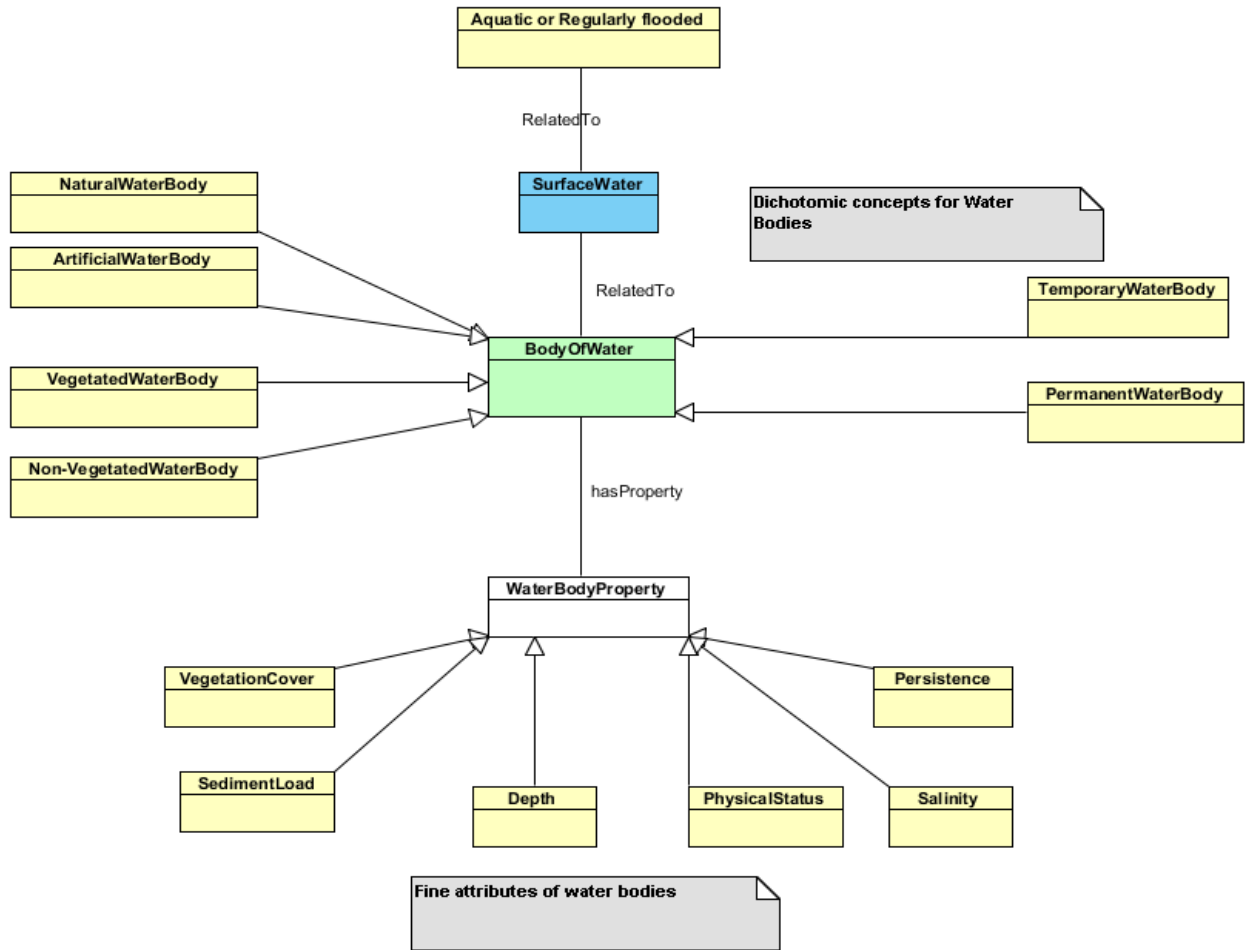 Aquatic or Regularly flooded
RelatedTo
NaturalWaterBody
SurfaceWater
Dichotomic concepts for Water
Bodies
ArtificialWaterBody
RelatedTo
TemporaryWaterBody
BodyOfWater
VegetatedWaterBody
PermanentWaterBody
Non-VegetatedWaterBody
hasProperty
WaterBodyProperty
VegetationCover
Persistence
SedimentLoad
Depth
PhysicalStatus
Salinity
Fine attributes of water bodies